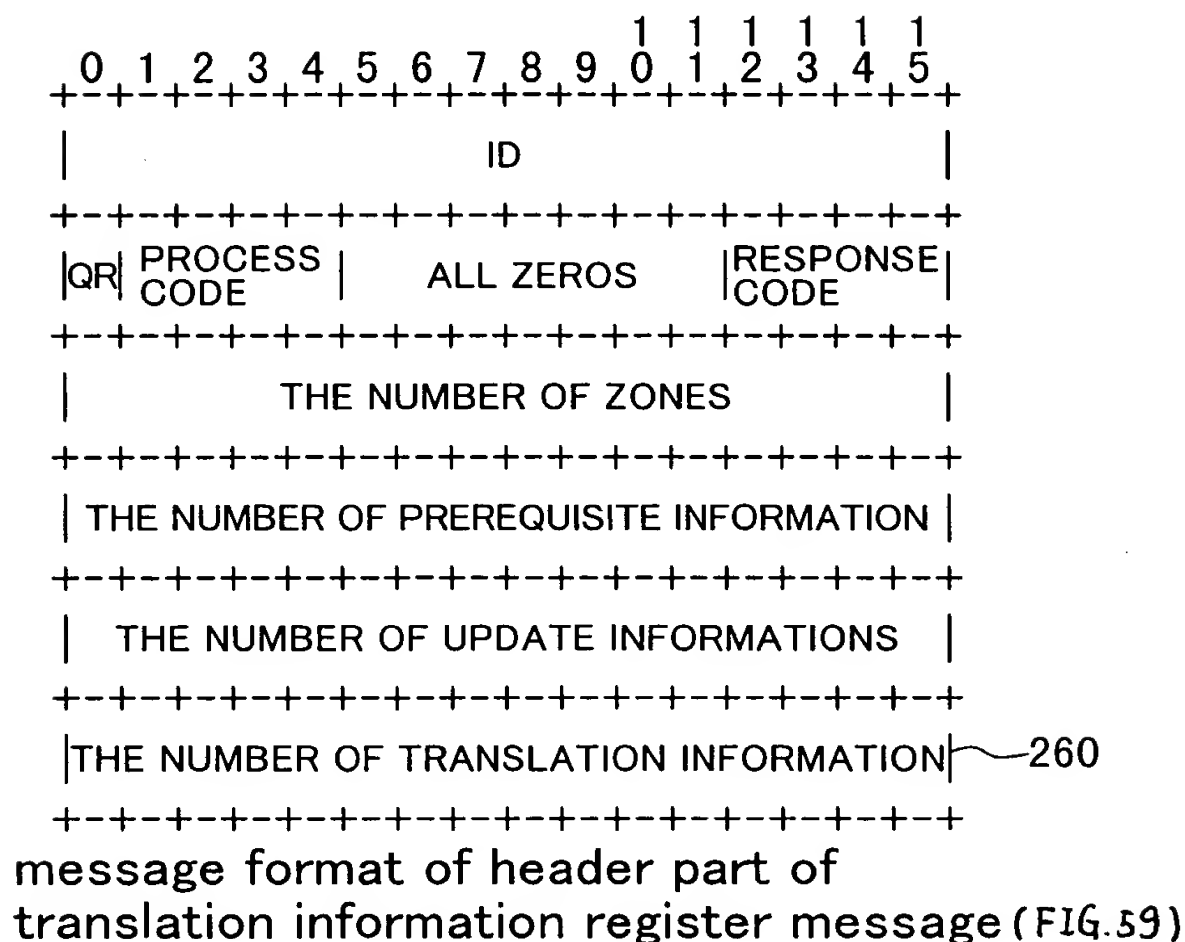 1 1 1 1 1 1
0 1 2 3 4 5 6 7 8 9 0 1 2 3 4 5
+-+-+-+-+-+-+-+-+-+-+-+-+-+-+-+-+
| ID |
+-+-+-+-+-+-+-+-+-+-+-+-+-+-+-+-+
|QR| PROCESS | ALL ZEROS |RESPONSE|
CODE CODE
+-+-+-+-+-+-+-+-+-+-+-+-+-+-+-+-+
| THE NUMBER OF ZONES |
+-+-+-+-+-+-+-+-+-+-+-+-+-+-+-+-+
| THE NUMBER OF PREREQUISITE INFORMATION |
+-+-+-+-+-+-+-+-+-+-+-+-+-+-+-+-+
| THE NUMBER OF UPDATE INFORMATIONS |
+-+-+-+-+-+-+-+-+-+-+-+-+-+-+-+-+
|THE NUMBER OF TRANSLATION INFORMATION| 260
+-+-+-+-+-+-+-+-+-+-+-+-+-+-+-+-+
message format of header part of
translation information register message (FIG.59)